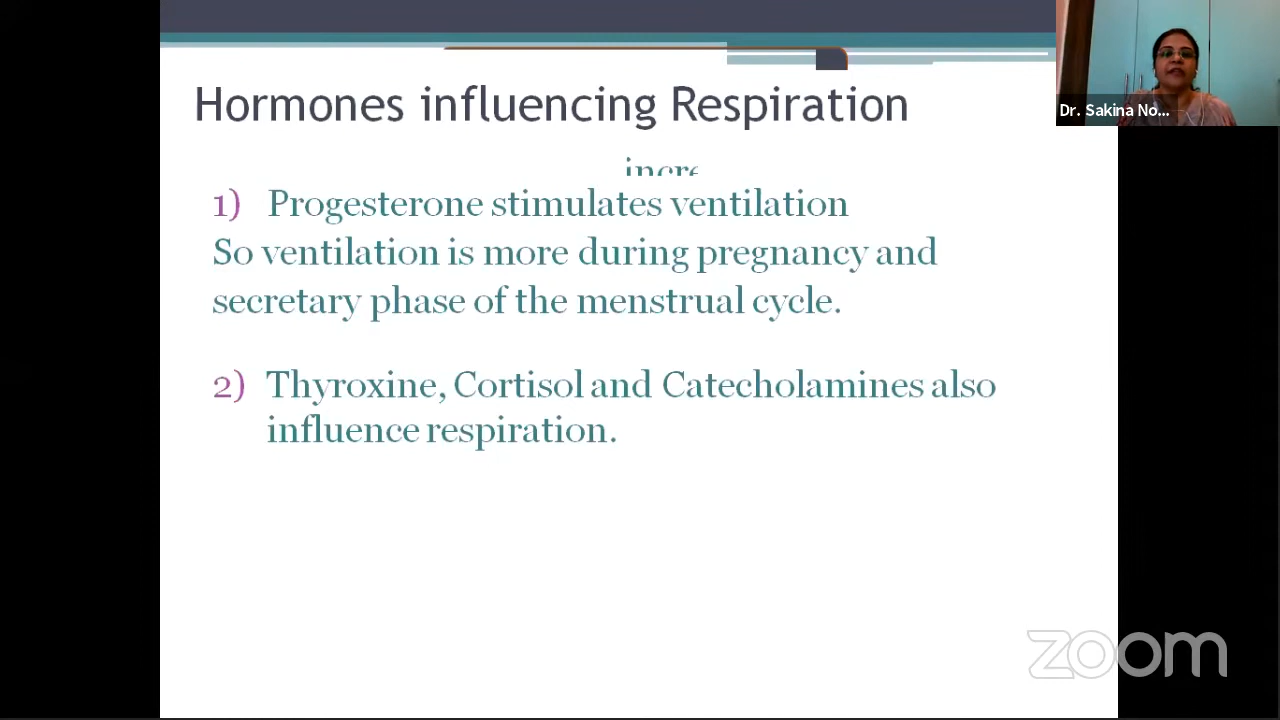 Hormones influencing Respiration
Dr. Sakina No...
1) Progesterone stimulates ventilation
So ventilation is more during pregnancy and
secretary phase of the menstrual cycle.
2) Thyroxine, Cortisol and Catecholamines also
influence respiration.
zoom